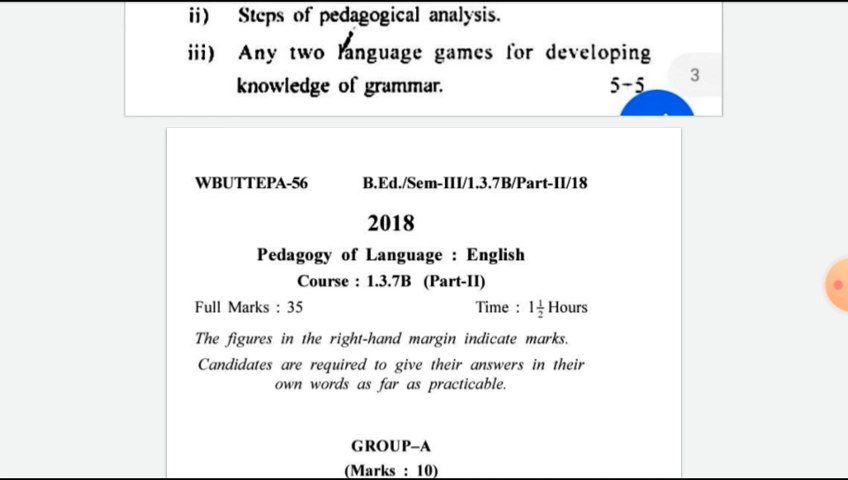 ii) Steps of pedagogical analysis.
iii) Any two language games for developing
knowledge of grammar. 5-5
3
WBUTTEPA-56 B.Ed./Sem-III/1.3.7B/Part-II/18
2018
Pedagogy of Language : English
Course : 1.3.7B (Part-II)
Full Marks : 35 Time : 1½ Hours
The figures in the right-hand margin indicate marks.
Candidates are required to give their answers in their
own words as far as practicable.
GROUP–A
(Marks : 10)